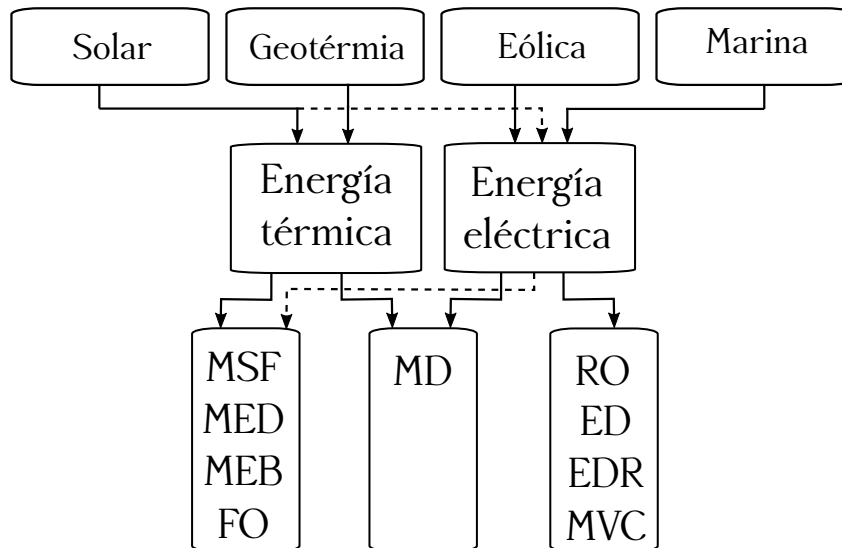 Solar
Geotérmia
Eólica
Marina
Energía
térmica
Energía
eléctrica
MSF
MED
MEB
FO
MD
RO
ED
EDR
MVC